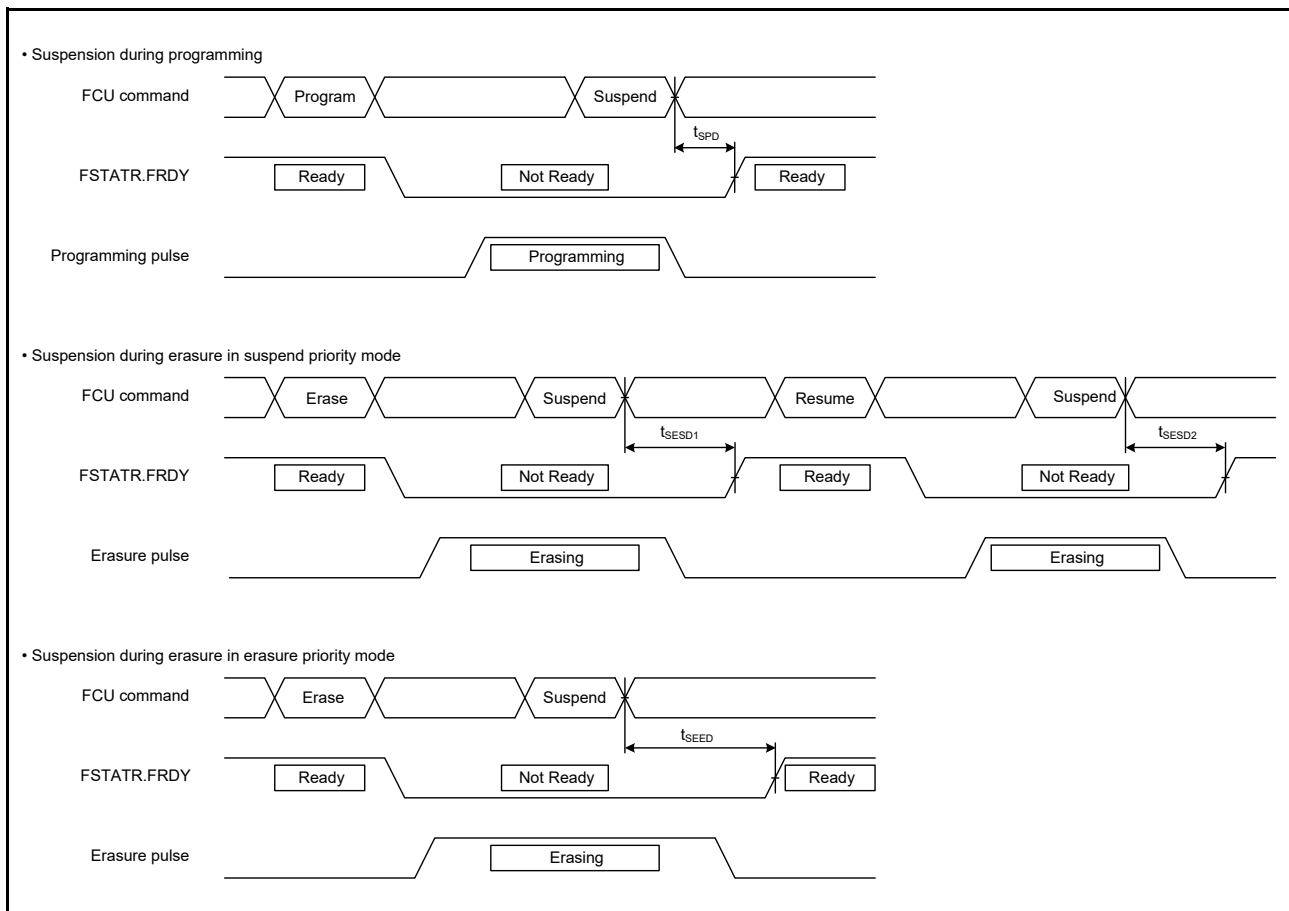 • Suspension during programming
FCU command
Program
Suspend
tSPD
FSTATR.FRDY
Ready
Not Ready
Ready
Programming pulse
Programming
• Suspension during erasure in suspend priority mode
FCU command
Erase
Suspend
Resume
Suspend
tSESD1
tSESD2
FSTATR.FRDY
Ready
Not Ready
Ready
Not Ready
Erasure pulse
Erasing
Erasing
• Suspension during erasure in erasure priority mode
FCU command
Erase
Suspend
tSEED
FSTATR.FRDY
Ready
Not Ready
Ready
Erasure pulse
Erasing